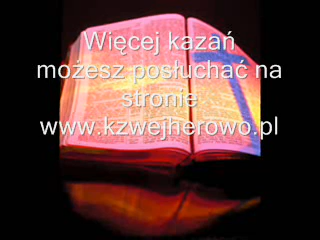 Więcej kazań
możesz posłuchać na
stronie
www.kzwejherowo.pl